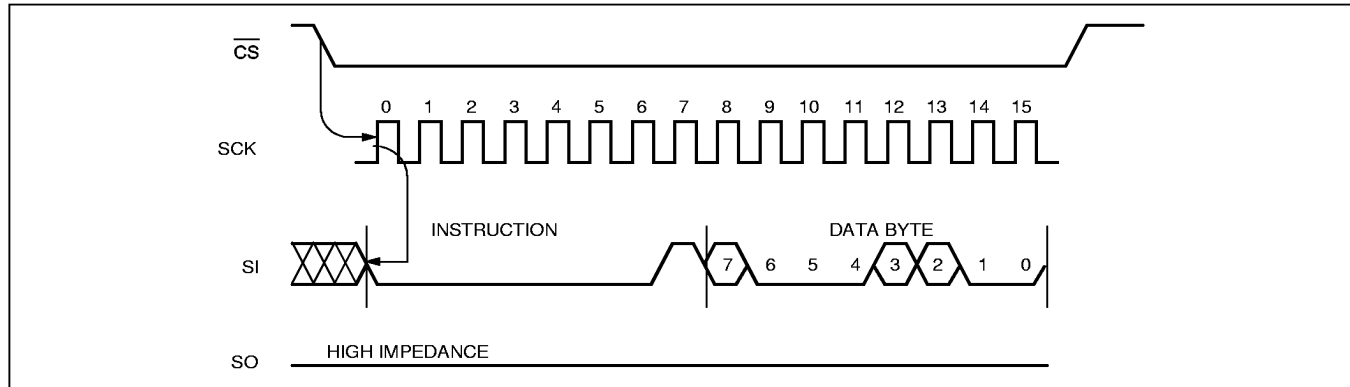 CS
0 1 2 3 4 5 6 7 8 9 10 11 12 13 14 15
SCK
INSTRUCTION DATA BYTE
SI 7 6 5 4 3 2 1 0
HIGH IMPEDANCE
SO